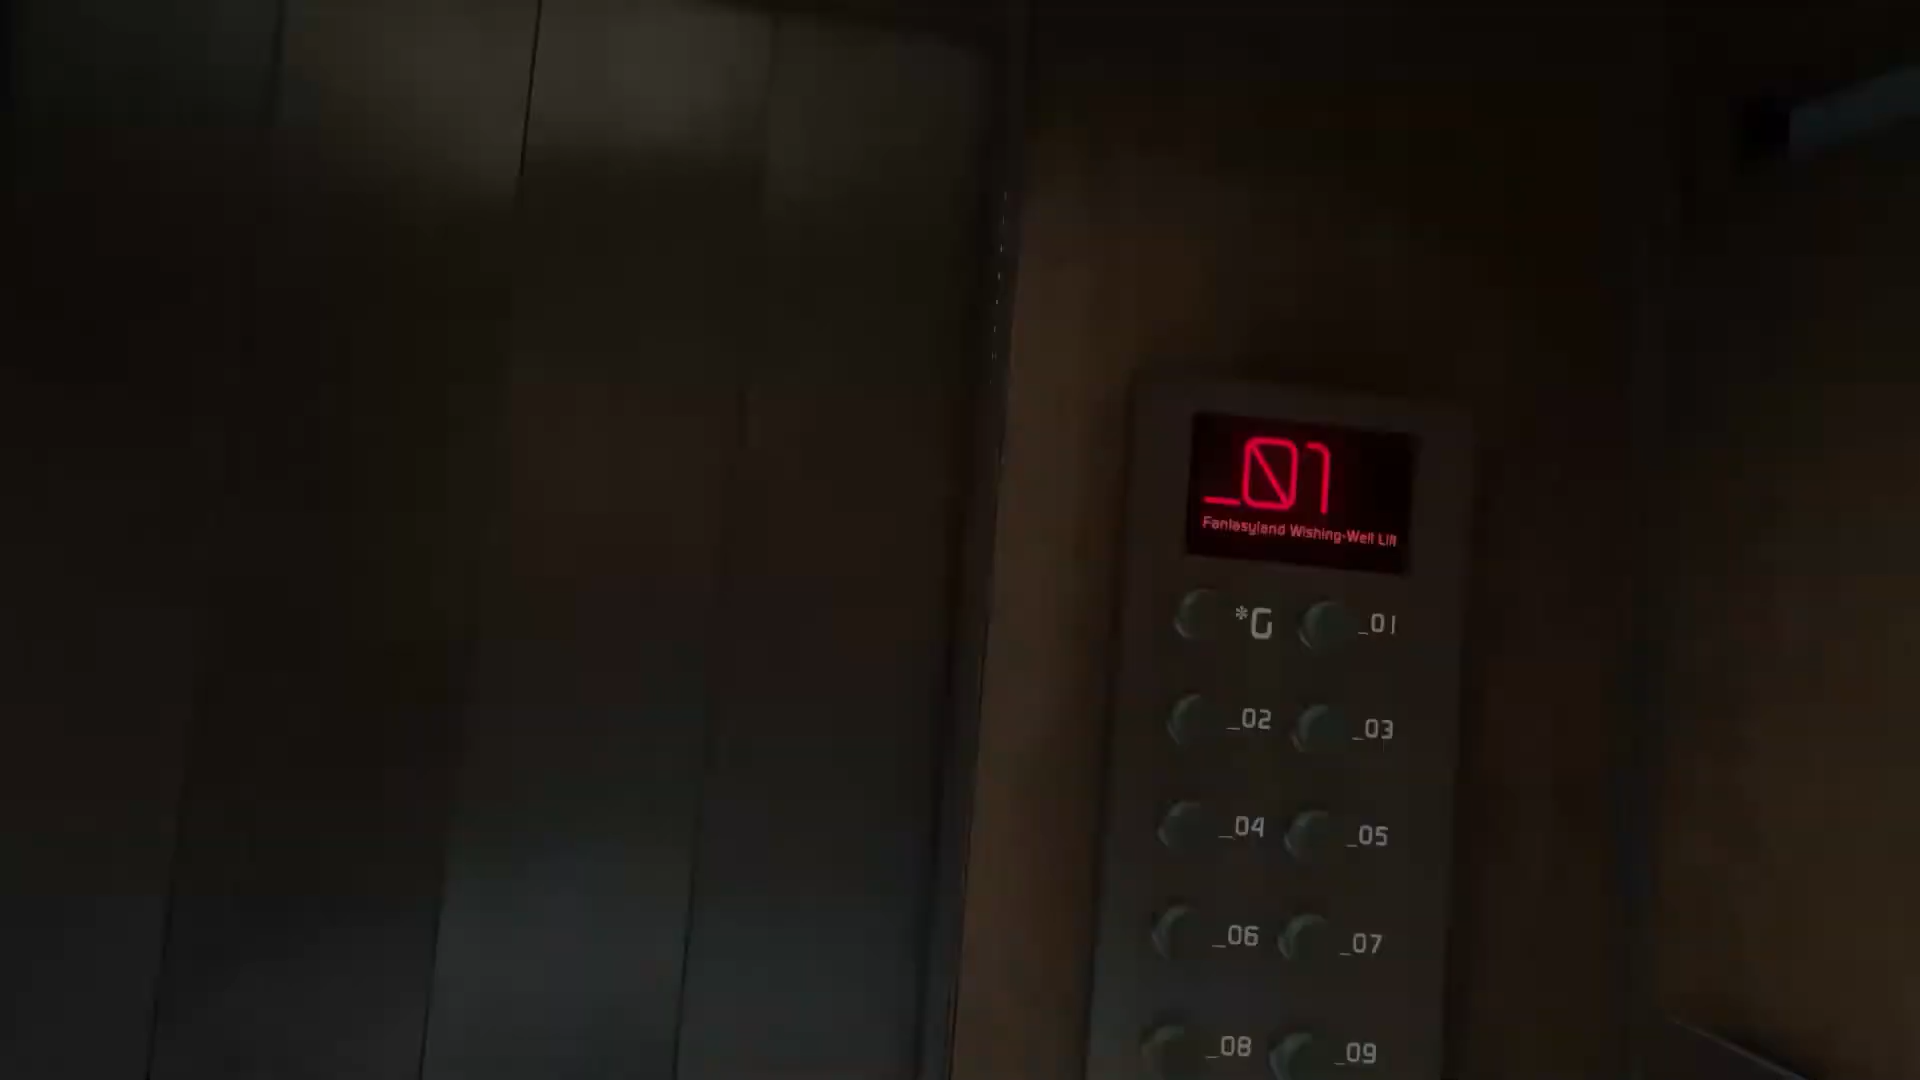 _01
Fantasyland Wishing-Well Lift
*G _01
_02 _03
_04 _05
_06 _07
_08 _09